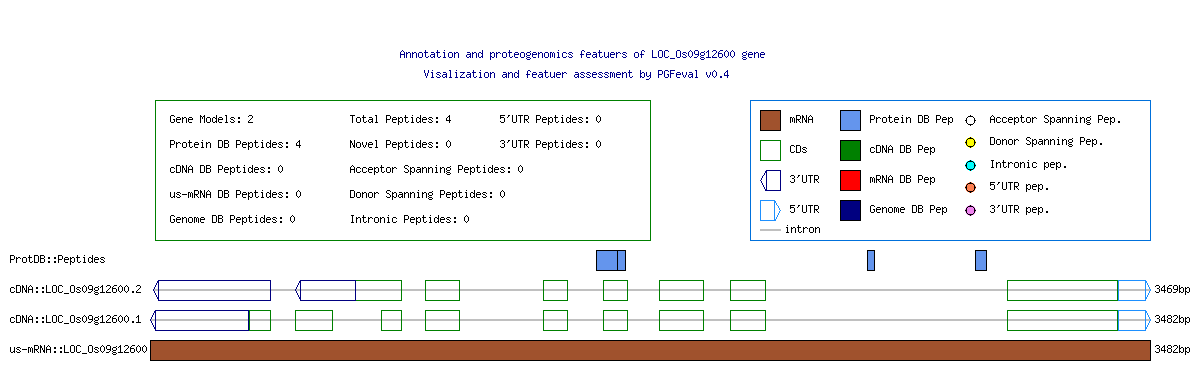 Annotation and proteogenomics featuers of LOC_Os09g12600 gene
Visalization and featuer assessment by PGFeval v0.4
Gene Models: 2 Total Peptides: 4 5'UTR Peptides: 0
Protein DB Peptides: 4 Novel Peptides: 0 3'UTR Peptides: 0
cDNA DB Peptides: 0 Acceptor Spanning Peptides: 0
us-mRNA DB Peptides: 0 Donor Spanning Peptides: 0
Genome DB Peptides: 0 Intronic Peptides: 0
mRNA Protein DB Pep Acceptor Spanning Pep.
CDs cDNA DB Pep Donor Spanning Pep.
3'UTR mRNA DB Pep Intronic pep.
5'UTR Genome DB Pep 5'UTR pep.
intron 3'UTR pep.
ProtDB::Peptides
cDNA::LOC_Os09g12600.2 3469bp
cDNA::LOC_Os09g12600.1 3482bp
us-mRNA::LOC_Os09g12600 3482bp